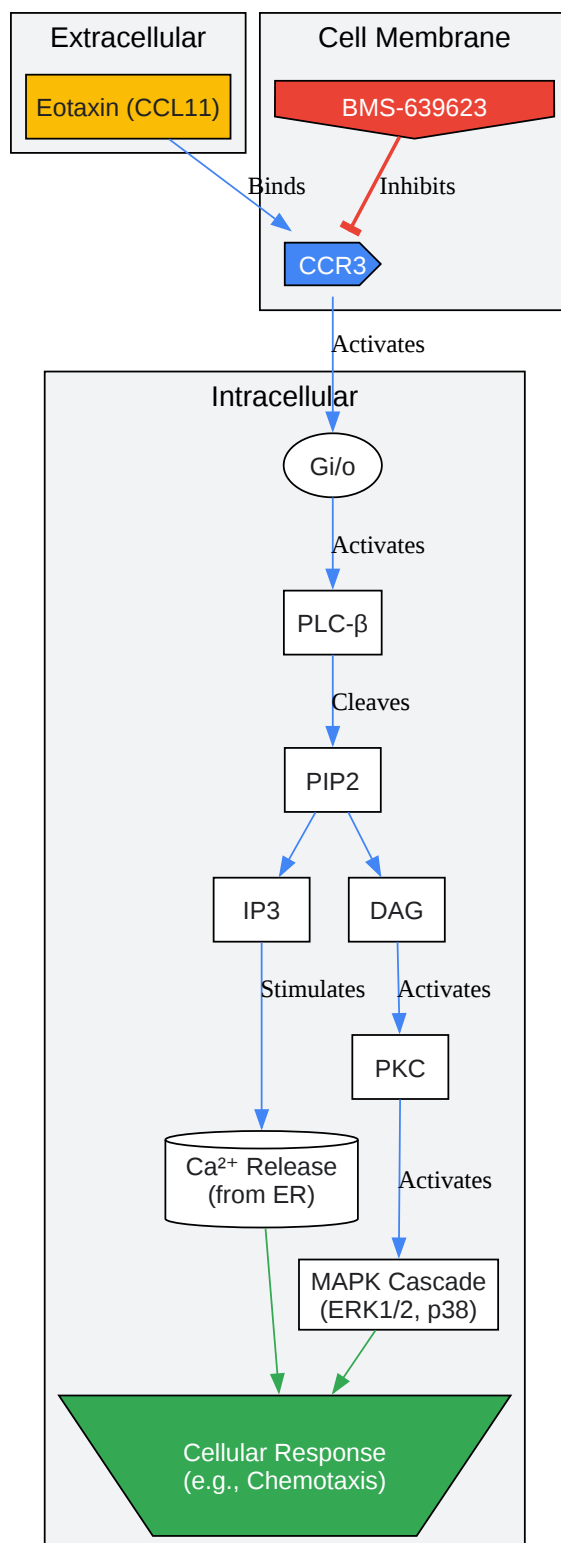 Extracellular
Cell Membrane
Eotaxin (CCL11)
BMS-639623
Binds
Inhibits
CCR3
Activates
Intracellular
Gi/o
Activates
PLC-β
Cleaves
PIP2
IP3
DAG
Stimulates
Activates
PKC
Ca²⁺ Release
(from ER)
Activates
MAPK Cascade
(ERK1/2, p38)
Cellular Response
(e.g., Chemotaxis)